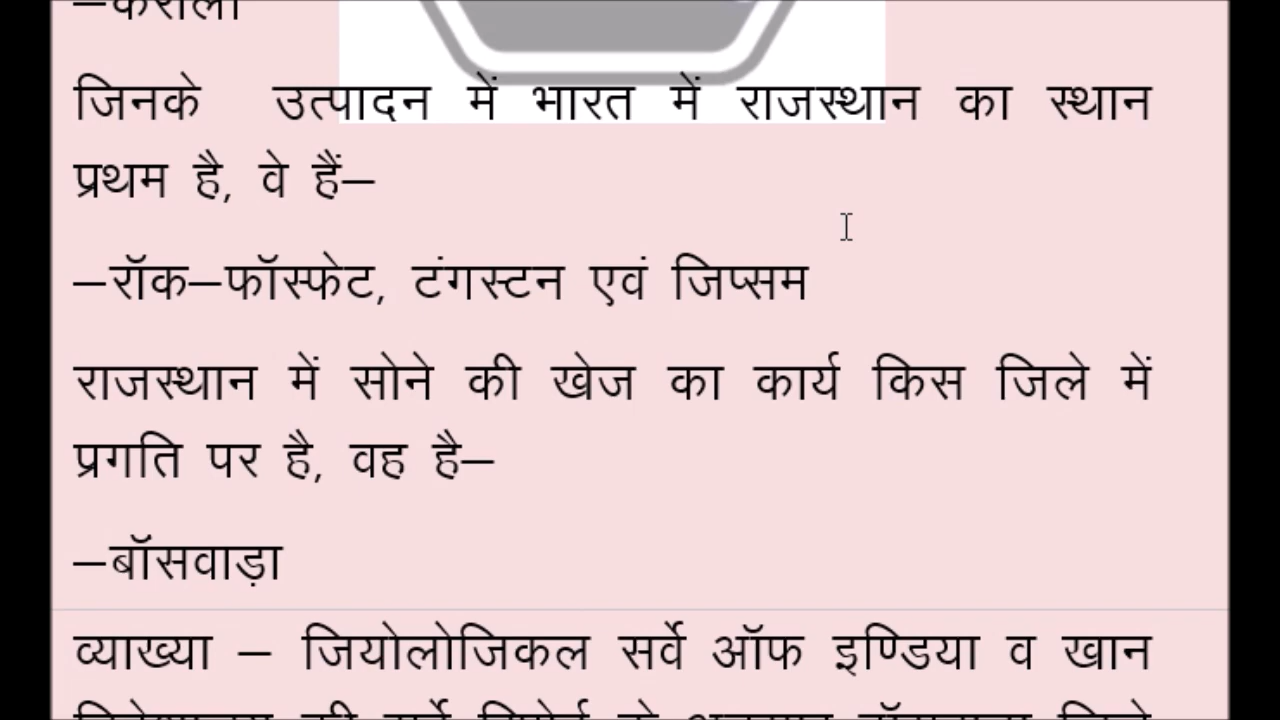 –करौली
जिनके उत्पादन में भारत में राजस्थान का स्थान
प्रथम है, वे हैं–
–रॉक–फॉस्फेट, टंगस्टन एवं जिप्सम
राजस्थान में सोने की खेज का कार्य किस जिले में
प्रगति पर है, वह है–
–बॉसवाड़ा
व्याख्या – जियोलोजिकल सर्वे ऑफ इण्डिया व खान